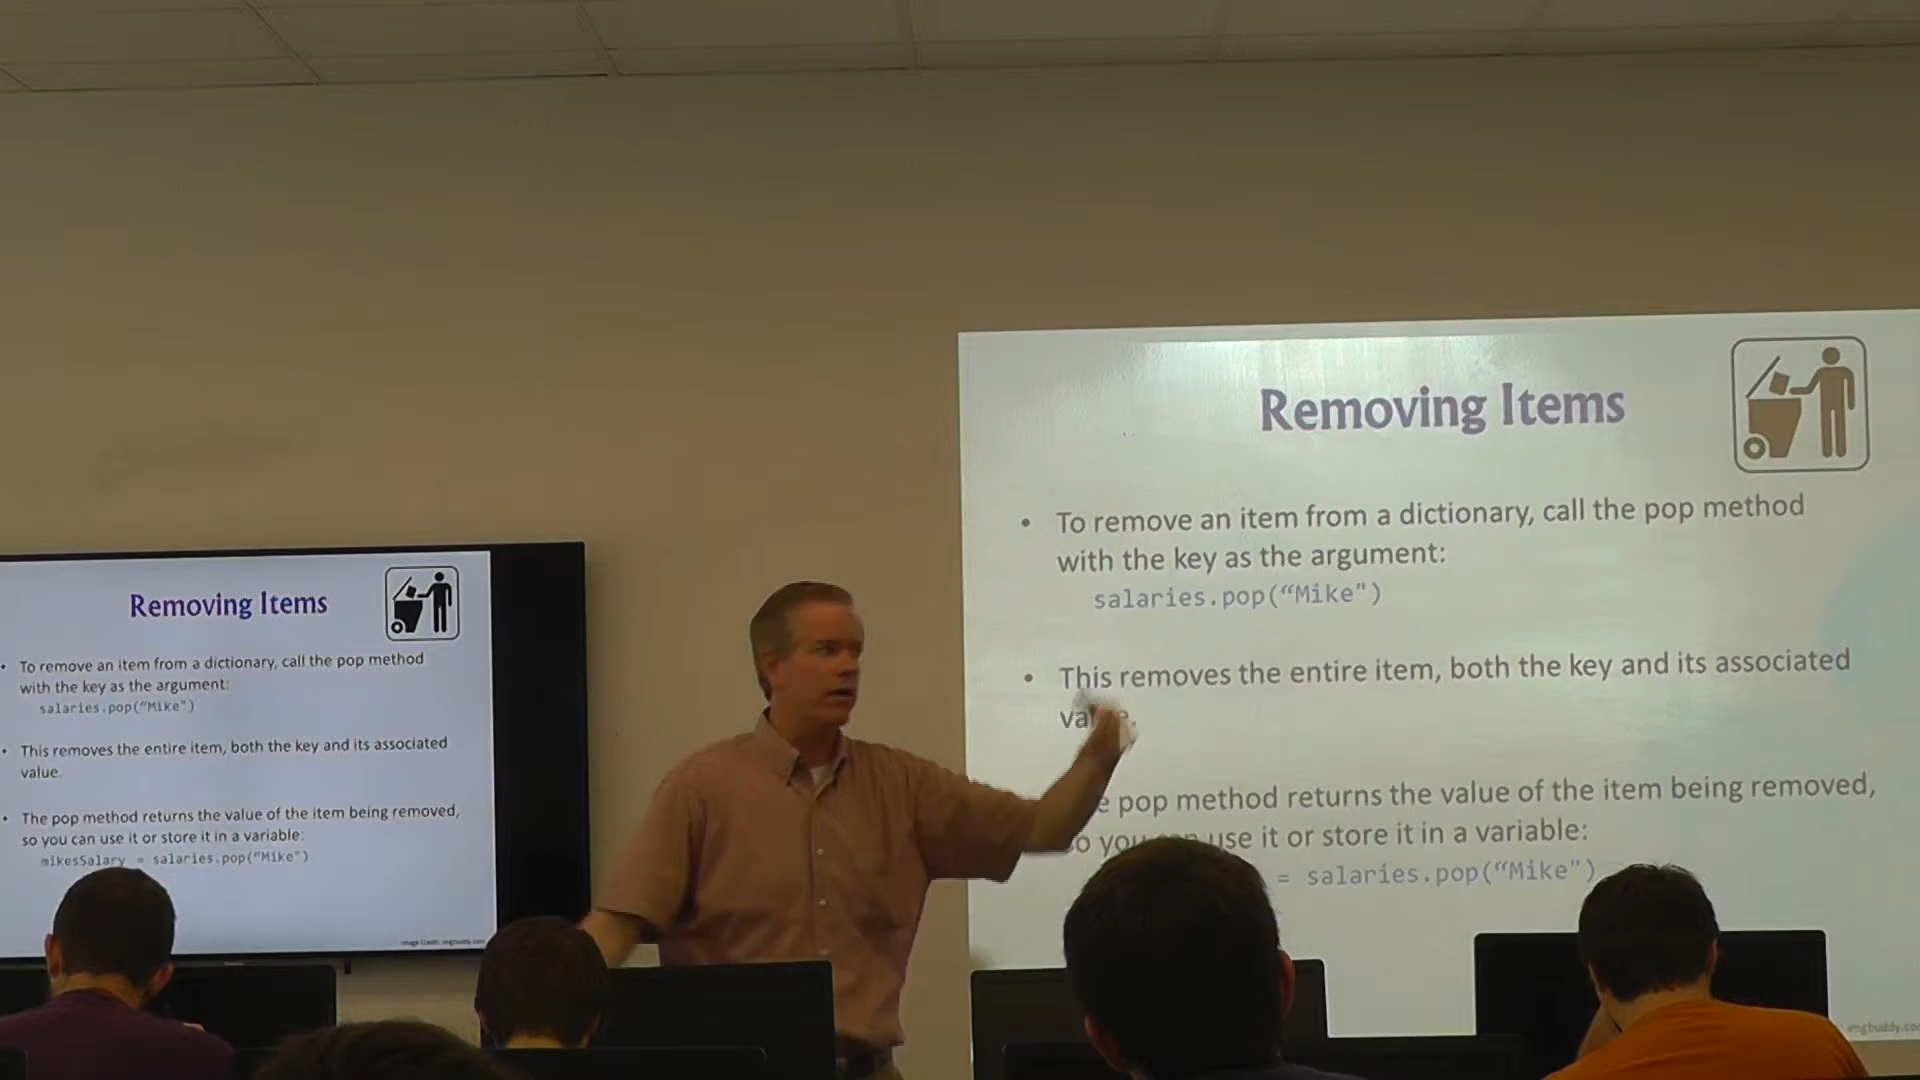 Removing Items
• To remove an item from a dictionary, call the pop method
with the key as the argument:
salaries.pop(“Mike")
• This removes the entire item, both the key and its associated
value.
• The pop method returns the value of the item being removed,
so you can use it or store it in a variable:
mikesSalary = salaries.pop(“Mike")
Image Credit: imgbuddy.com
Removing Items
• To remove an item from a dictionary, call the pop method
with the key as the argument:
salaries.pop(“Mike")
• This removes the entire item, both the key and its associated
pop method returns the value of the item being removed,
use it or store it in a variable:
= salaries.pop(“Mike")